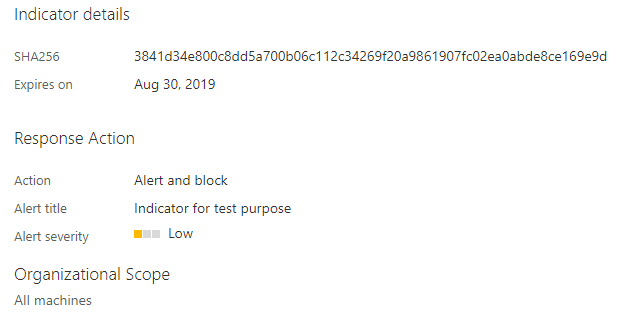 Indicator details
SHA256 3841d34e800c8dd5a700b06c112c34269f20a9861907fc02ea0abde8ce169e9d
Expires on Aug 30, 2019
Response Action
Action Alert and block
Alert title Indicator for test purpose
Alert severity Low
Organizational Scope
All machines